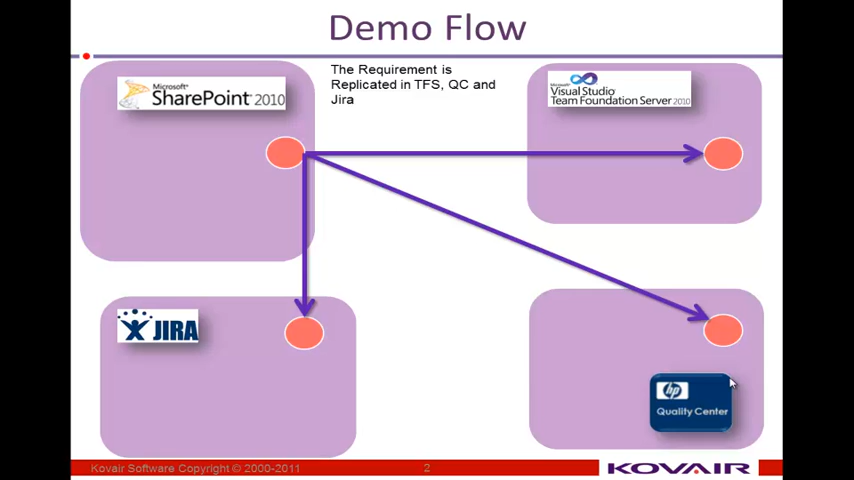 Demo Flow
The Requirement is
Replicated in TFS, QC and
Jira
Microsoft
SharePoint 2010
Microsoft
Visual Studio
Team Foundation Server 2010
JIRA
hp
Quality Center
Kovair Software Copyright © 2000-2011
2
KOVAIR